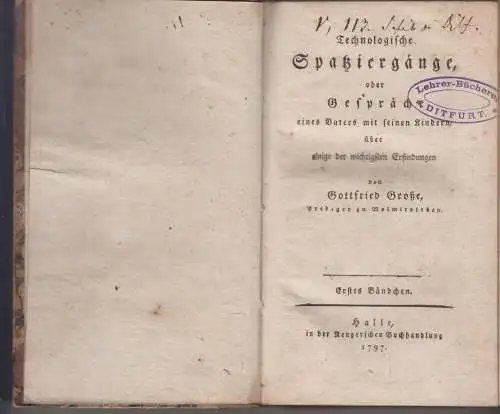 V, 113.
Technologische
Spatziergänge,
oder
Gespräche
eines Vaters mit seinen Kindern,
über
einige der wichtigsten Erfindungen
von
Gottfried Große,
Prediger zu
Erstes Bändchen.
Halle,
in der Rengerschen Buchhandlung
1797.
Lehrer-Bücherei
DITFURT.